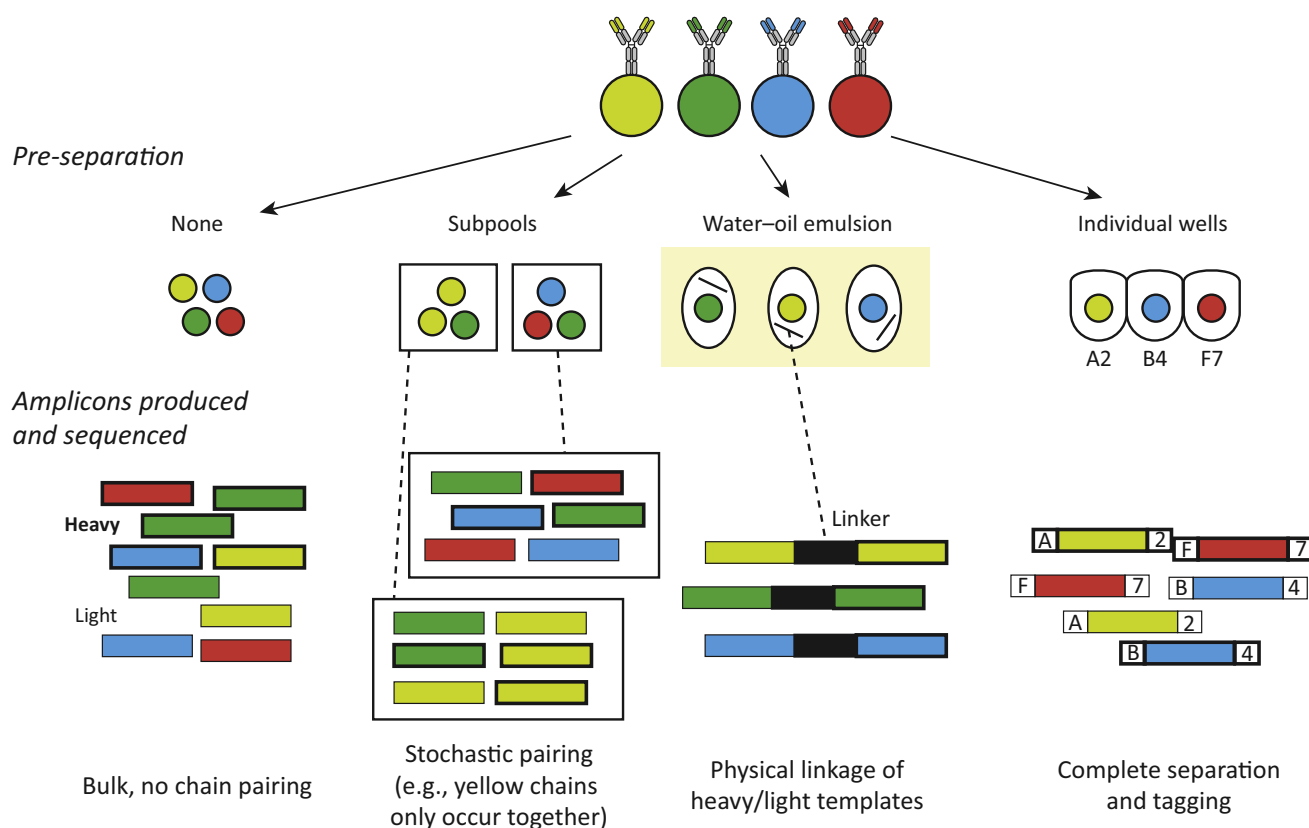 Pre-separation
None
Subpools
Water–oil emulsion
Individual wells
A2 B4 F7
Amplicons produced
and sequenced
Heavy
Light
Linker
A 2
F 7
F 7
B 4
A 2
B 4
Bulk, no chain pairing
Stochastic pairing
(e.g., yellow chains
only occur together)
Physical linkage of
heavy/light templates
Complete separation
and tagging